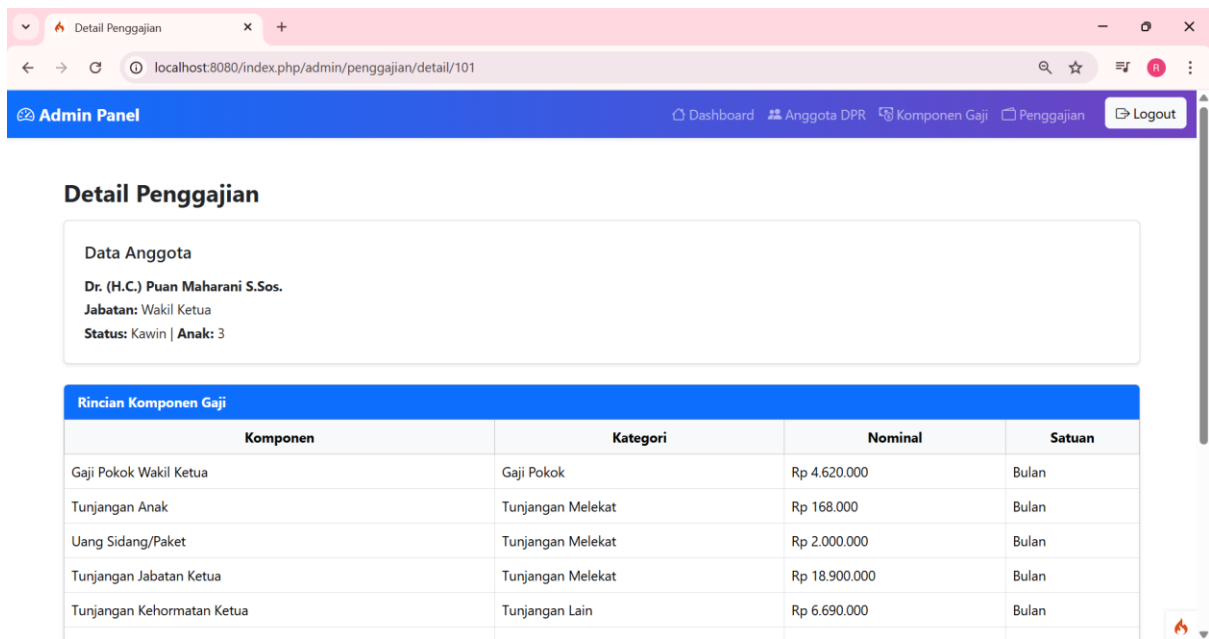 Detail Penggajian
localhost:8080/index.php/admin/penggajian/detail/101
R
Admin Panel Dashboard Anggota DPR Komponen Gaji Penggajian Logout
Detail Penggajian
Data Anggota
Dr. (H.C.) Puan Maharani S.Sos.
Jabatan: Wakil Ketua
Status: Kawin | Anak: 3
Rincian Komponen Gaji
Komponen Kategori Nominal Satuan
Gaji Pokok Wakil Ketua Gaji Pokok Rp 4.620.000 Bulan
Tunjangan Anak Tunjangan Melekat Rp 168.000 Bulan
Uang Sidang/Paket Tunjangan Melekat Rp 2.000.000 Bulan
Tunjangan Jabatan Ketua Tunjangan Melekat Rp 18.900.000 Bulan
Tunjangan Kehormatan Ketua Tunjangan Lain Rp 6.690.000 Bulan